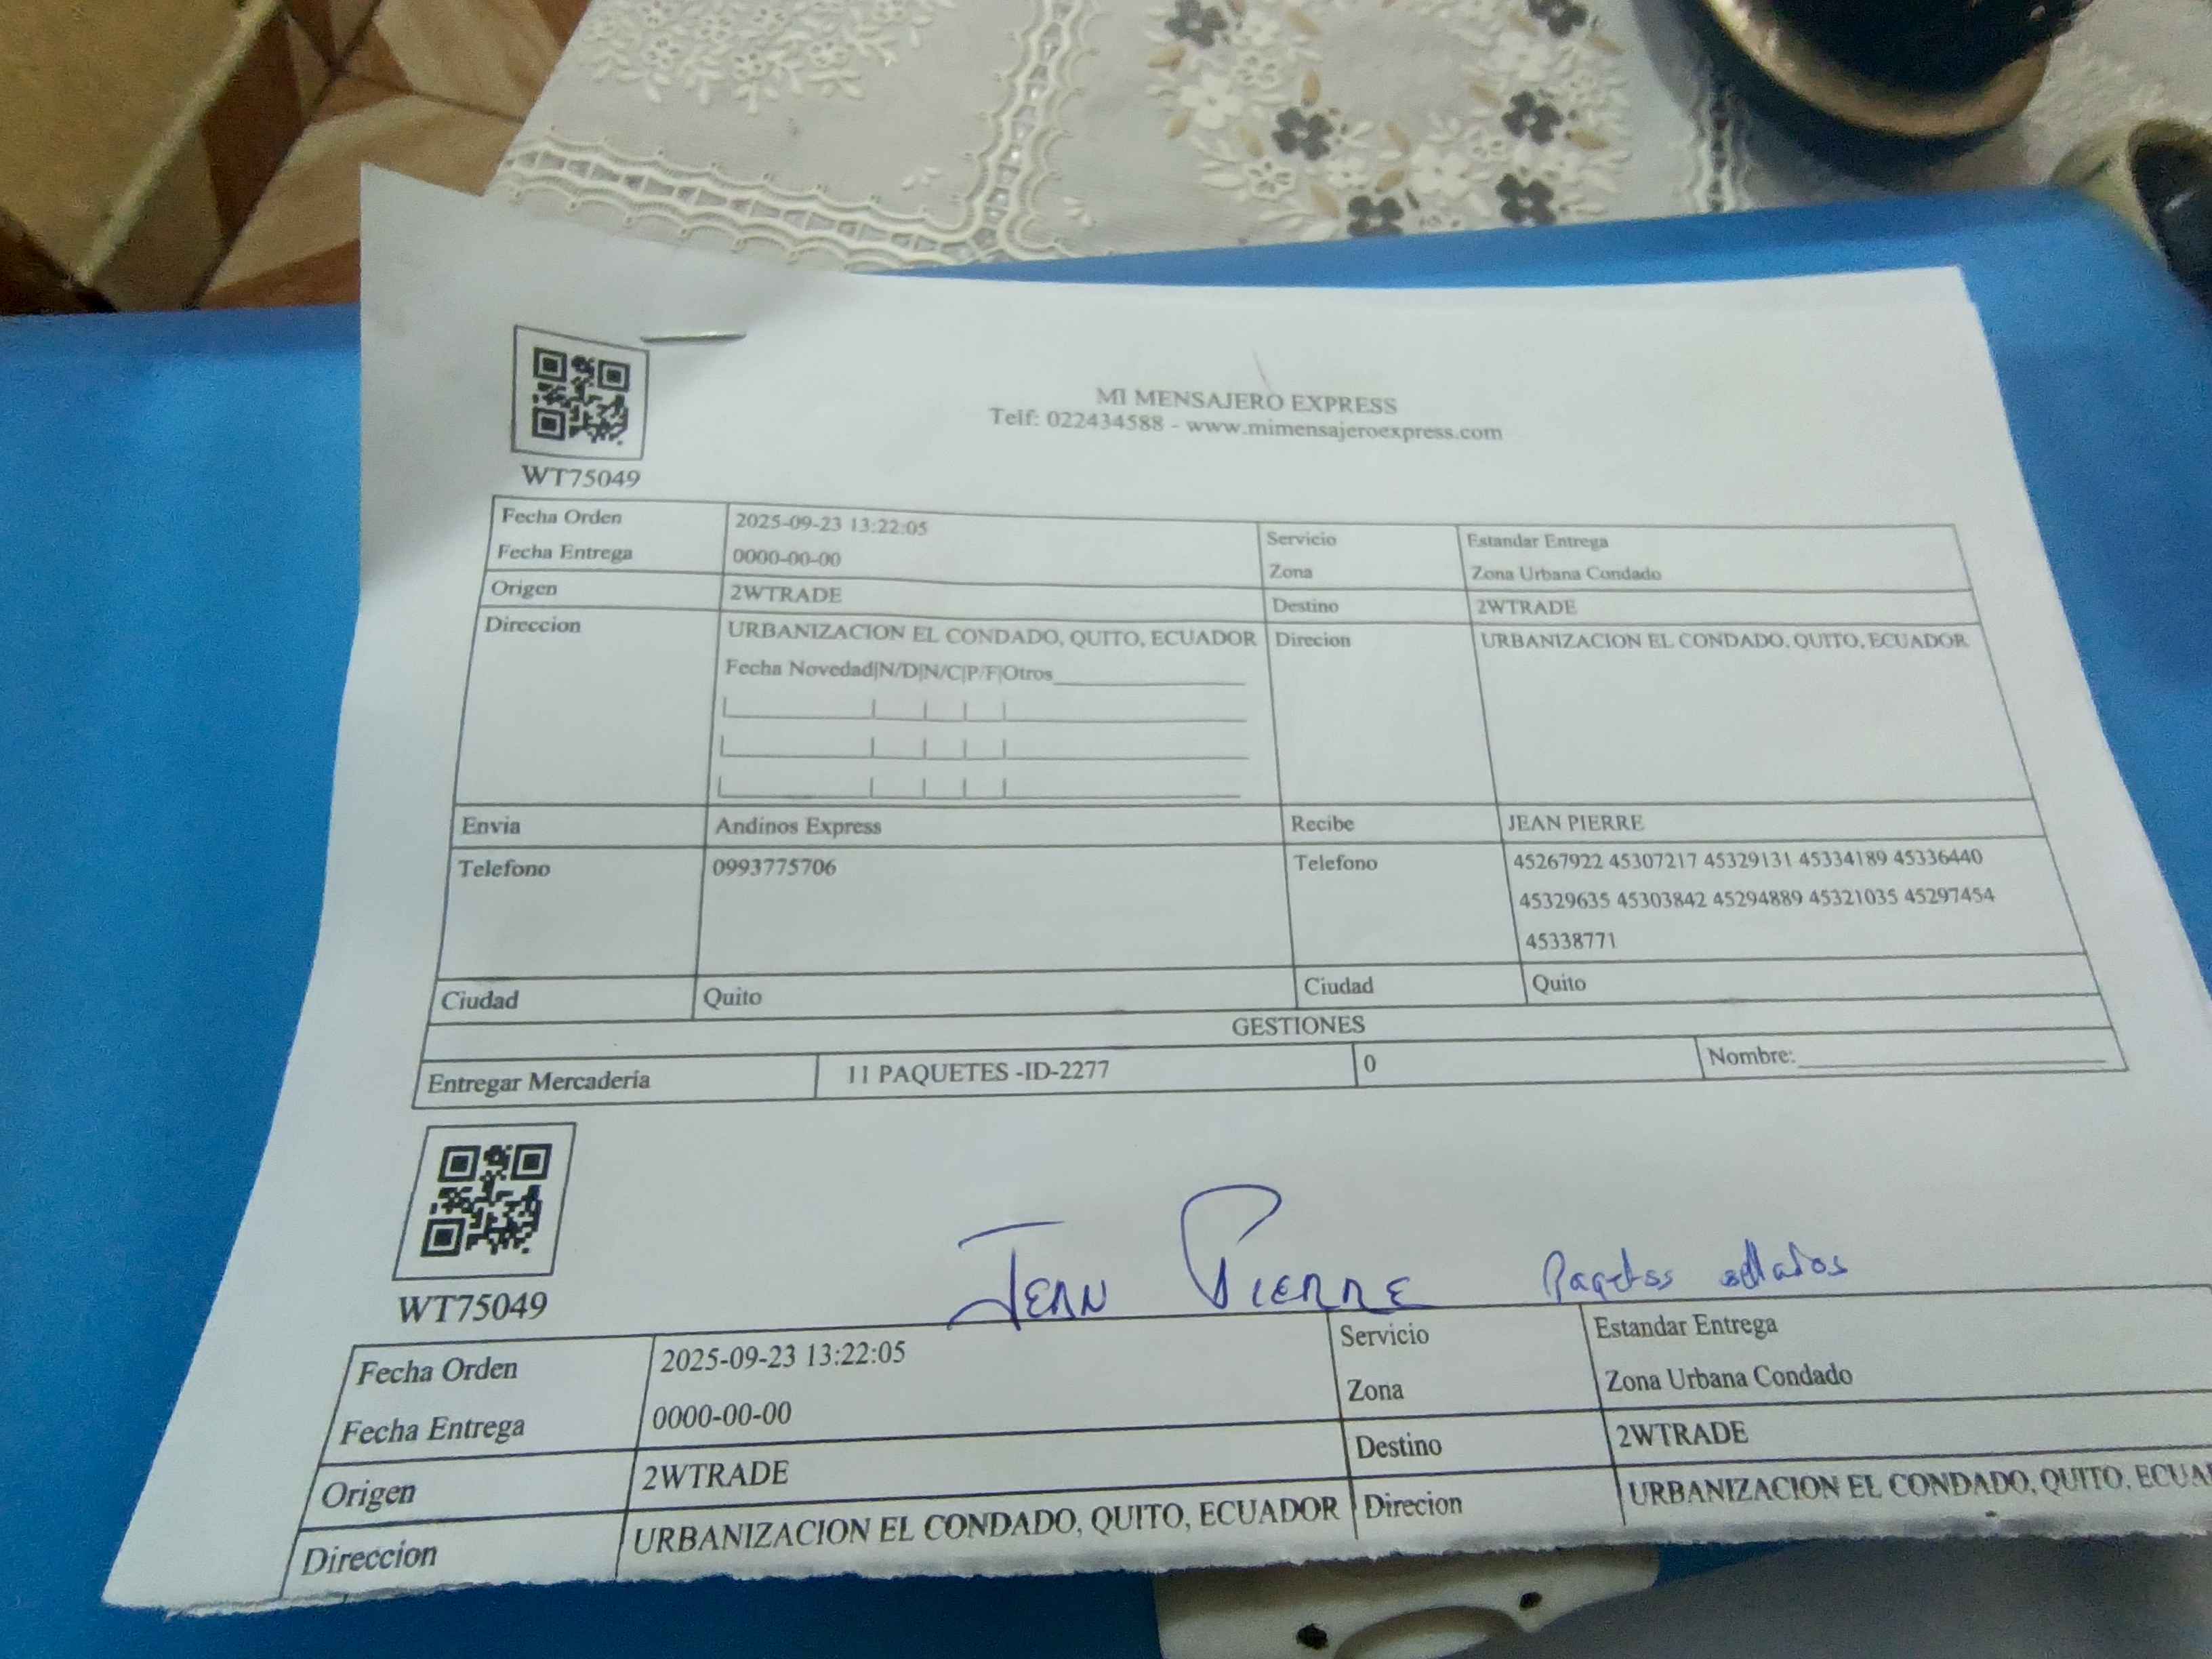 MI MENSAJERO EXPRESS
Telf: 022434588 - www.mimensajeroexpress.com
WT75049
Fecha Orden 2025-09-23 13:22:05 Servicio Estandar Entrega
Fecha Entrega 0000-00-00 Zona Zona Urbana Condado
Origen 2WTRADE Destino 2WTRADE
Direccion URBANIZACION EL CONDADO, QUITO, ECUADOR Direcion URBANIZACION EL CONDADO, QUITO, ECUADOR
Fecha Novedad|N/D|N/C|P/F|Otros
Envia Andinos Express Recibe JEAN PIERRE
Telefono 0993775706 Telefono 45267922 45307217 45329131 45334189 45336440
45329635 45303842 45294889 45321035 45297454
45338771
Ciudad Quito Ciudad Quito
GESTIONES
Entregar Mercaderia 11 PAQUETES -ID-2277 0 Nombre:
JEAN PIERRE Paquetes sellados
WT75049
Fecha Orden 2025-09-23 13:22:05 Servicio Estandar Entrega
Fecha Entrega 0000-00-00 Zona Zona Urbana Condado
Origen 2WTRADE Destino 2WTRADE
Direccion URBANIZACION EL CONDADO, QUITO, ECUADOR Direcion URBANIZACION EL CONDADO, QUITO, ECUA